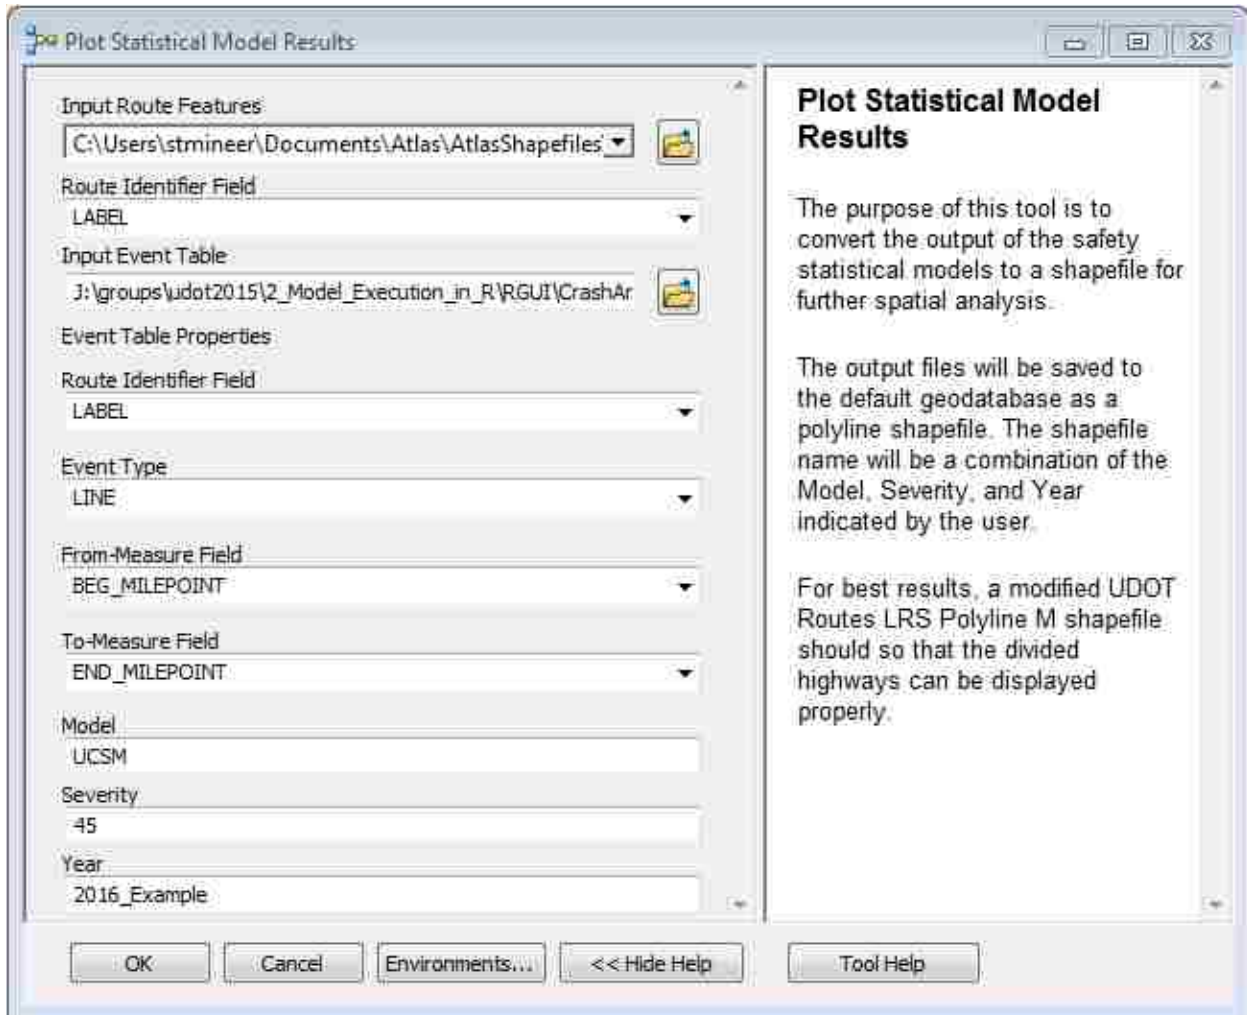 Plot Statistical Model Results
Input Route Features
C:\Users\stmineer\Documents\Atlas\AtlasShapefiles\
Route Identifier Field
LABEL
Input Event Table
J:\groups\udot2015\2_Model_Execution_in_R\RGUI\CrashAr
Event Table Properties
Route Identifier Field
LABEL
Event Type
LINE
From-Measure Field
BEG_MILEPOINT
To-Measure Field
END_MILEPOINT
Model
UCSM
Severity
45
Year
2016_Example
OK
Cancel
Environments...
<< Hide Help
Plot Statistical Model
Results
The purpose of this tool is to
convert the output of the safety
statistical models to a shapefile for
further spatial analysis.
The output files will be saved to
the default geodatabase as a
polyline shapefile. The shapefile
name will be a combination of the
Model, Severity, and Year
indicated by the user.
For best results, a modified UDOT
Routes LRS Polyline M shapefile
should so that the divided
highways can be displayed
properly.
Tool Help